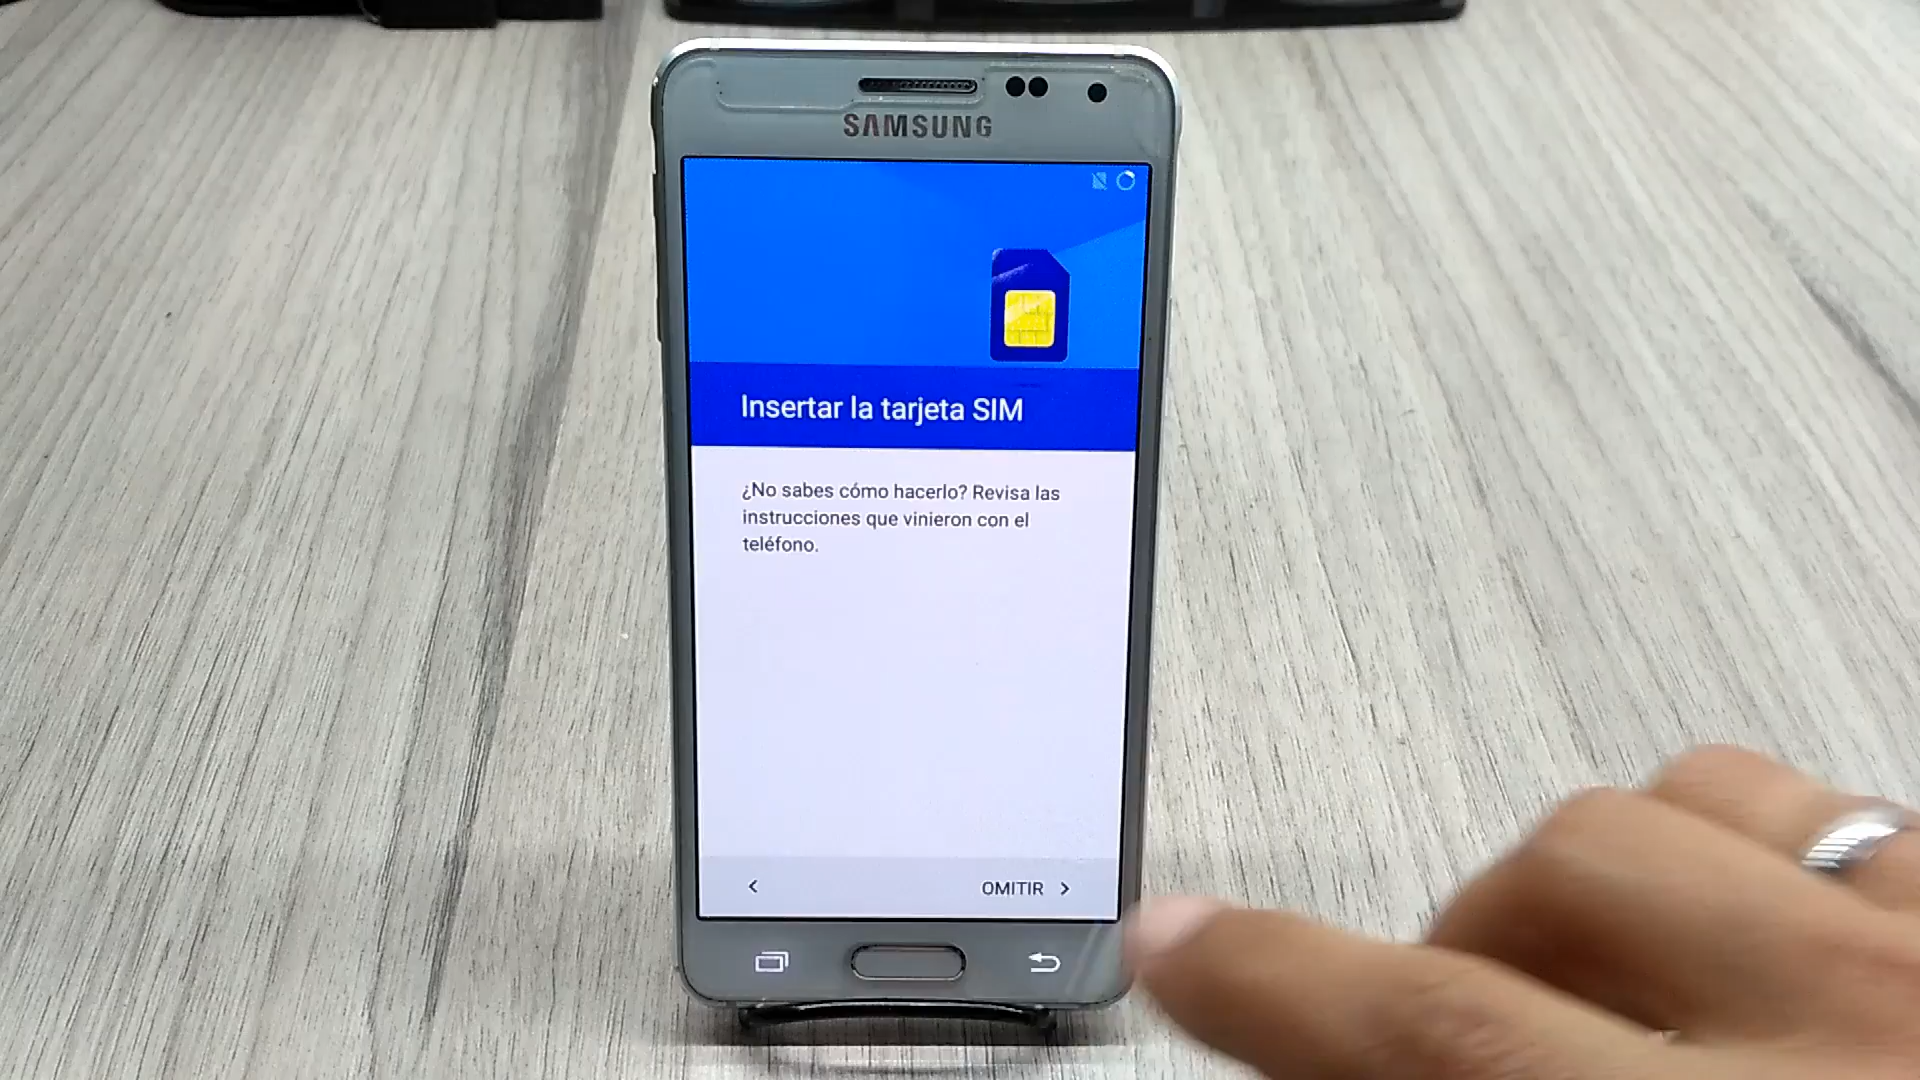 SAMSUNG
Insertar la tarjeta SIM
¿No sabes cómo hacerlo? Revisa las
instrucciones que vinieron con el
teléfono.
OMITIR